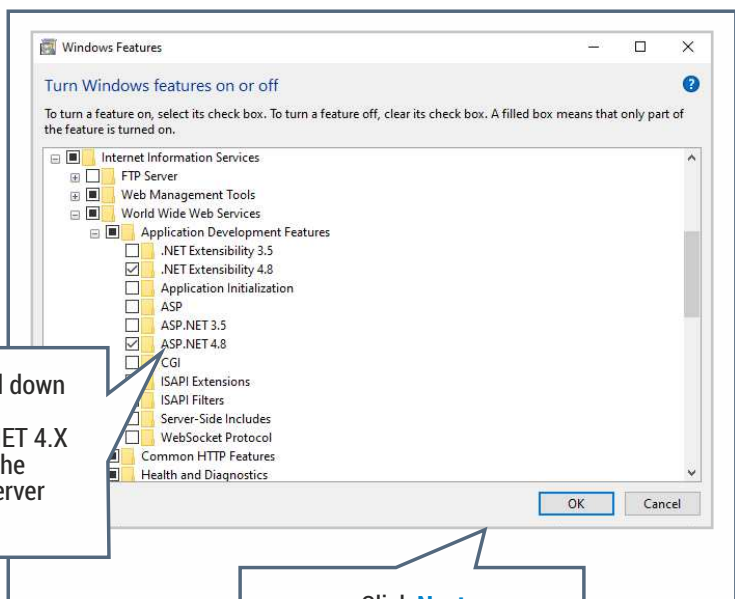 Windows Features
Turn Windows features on or off
To turn a feature on, select its check box. To turn a feature off, clear its check box. A filled box means that only part of
the feature is turned on.
Internet Information Services
FTP Server
Web Management Tools
World Wide Web Services
Application Development Features
.NET Extensibility 3.5
.NET Extensibility 4.8
Application Initialization
ASP
ASP.NET 3.5
ASP.NET 4.8
CGI
ISAPI Extensions
ISAPI Filters
Server-Side Includes
WebSocket Protocol
Common HTTP Features
Health and Diagnostics
OK
Cancel
down
4.X
Click